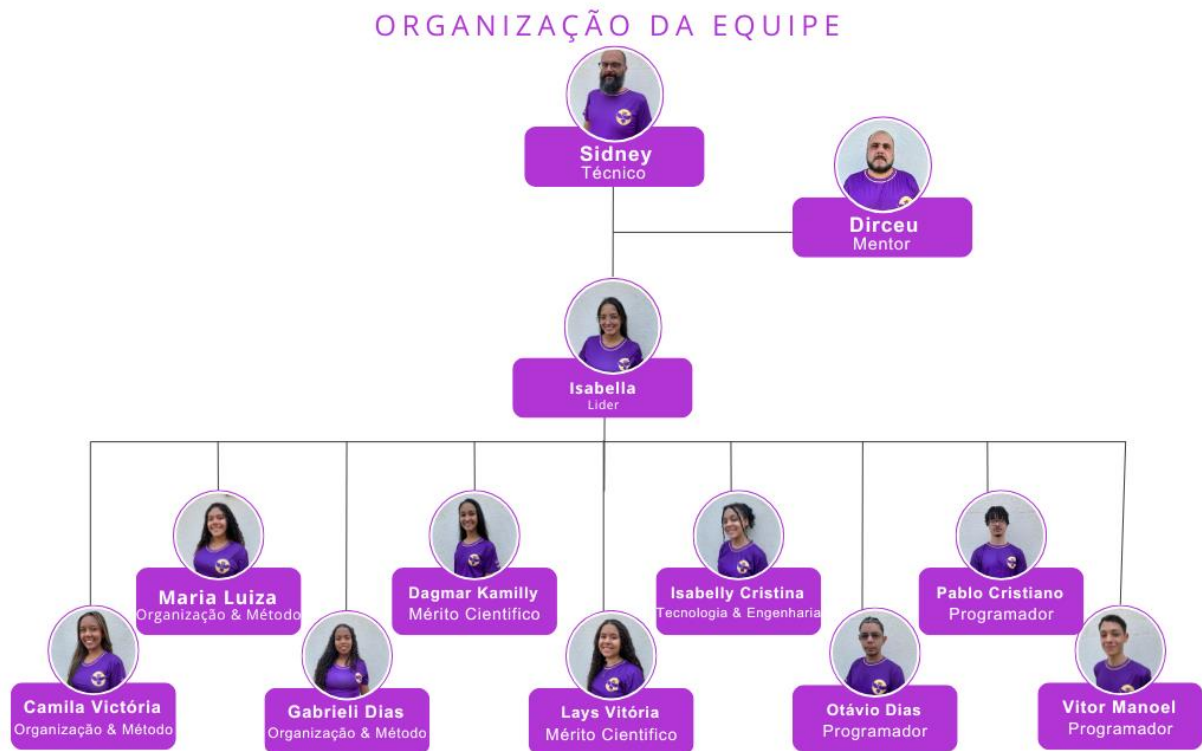 ORGANIZAÇÃO DA EQUIPE
Sidney
Técnico
Dirceu
Mentor
Isabella
Lider
Maria Luiza
Organização & Método
Dagmar Kamilly
Mérito Cientifico
Isabelly Cristina
Tecnologia & Engenharia
Pablo Cristiano
Programador
Camila Victória
Organização & Método
Gabrieli Dias
Organização & Método
Lays Vitória
Mérito Cientifico
Otávio Dias
Programador
Vitor Manoel
Programador